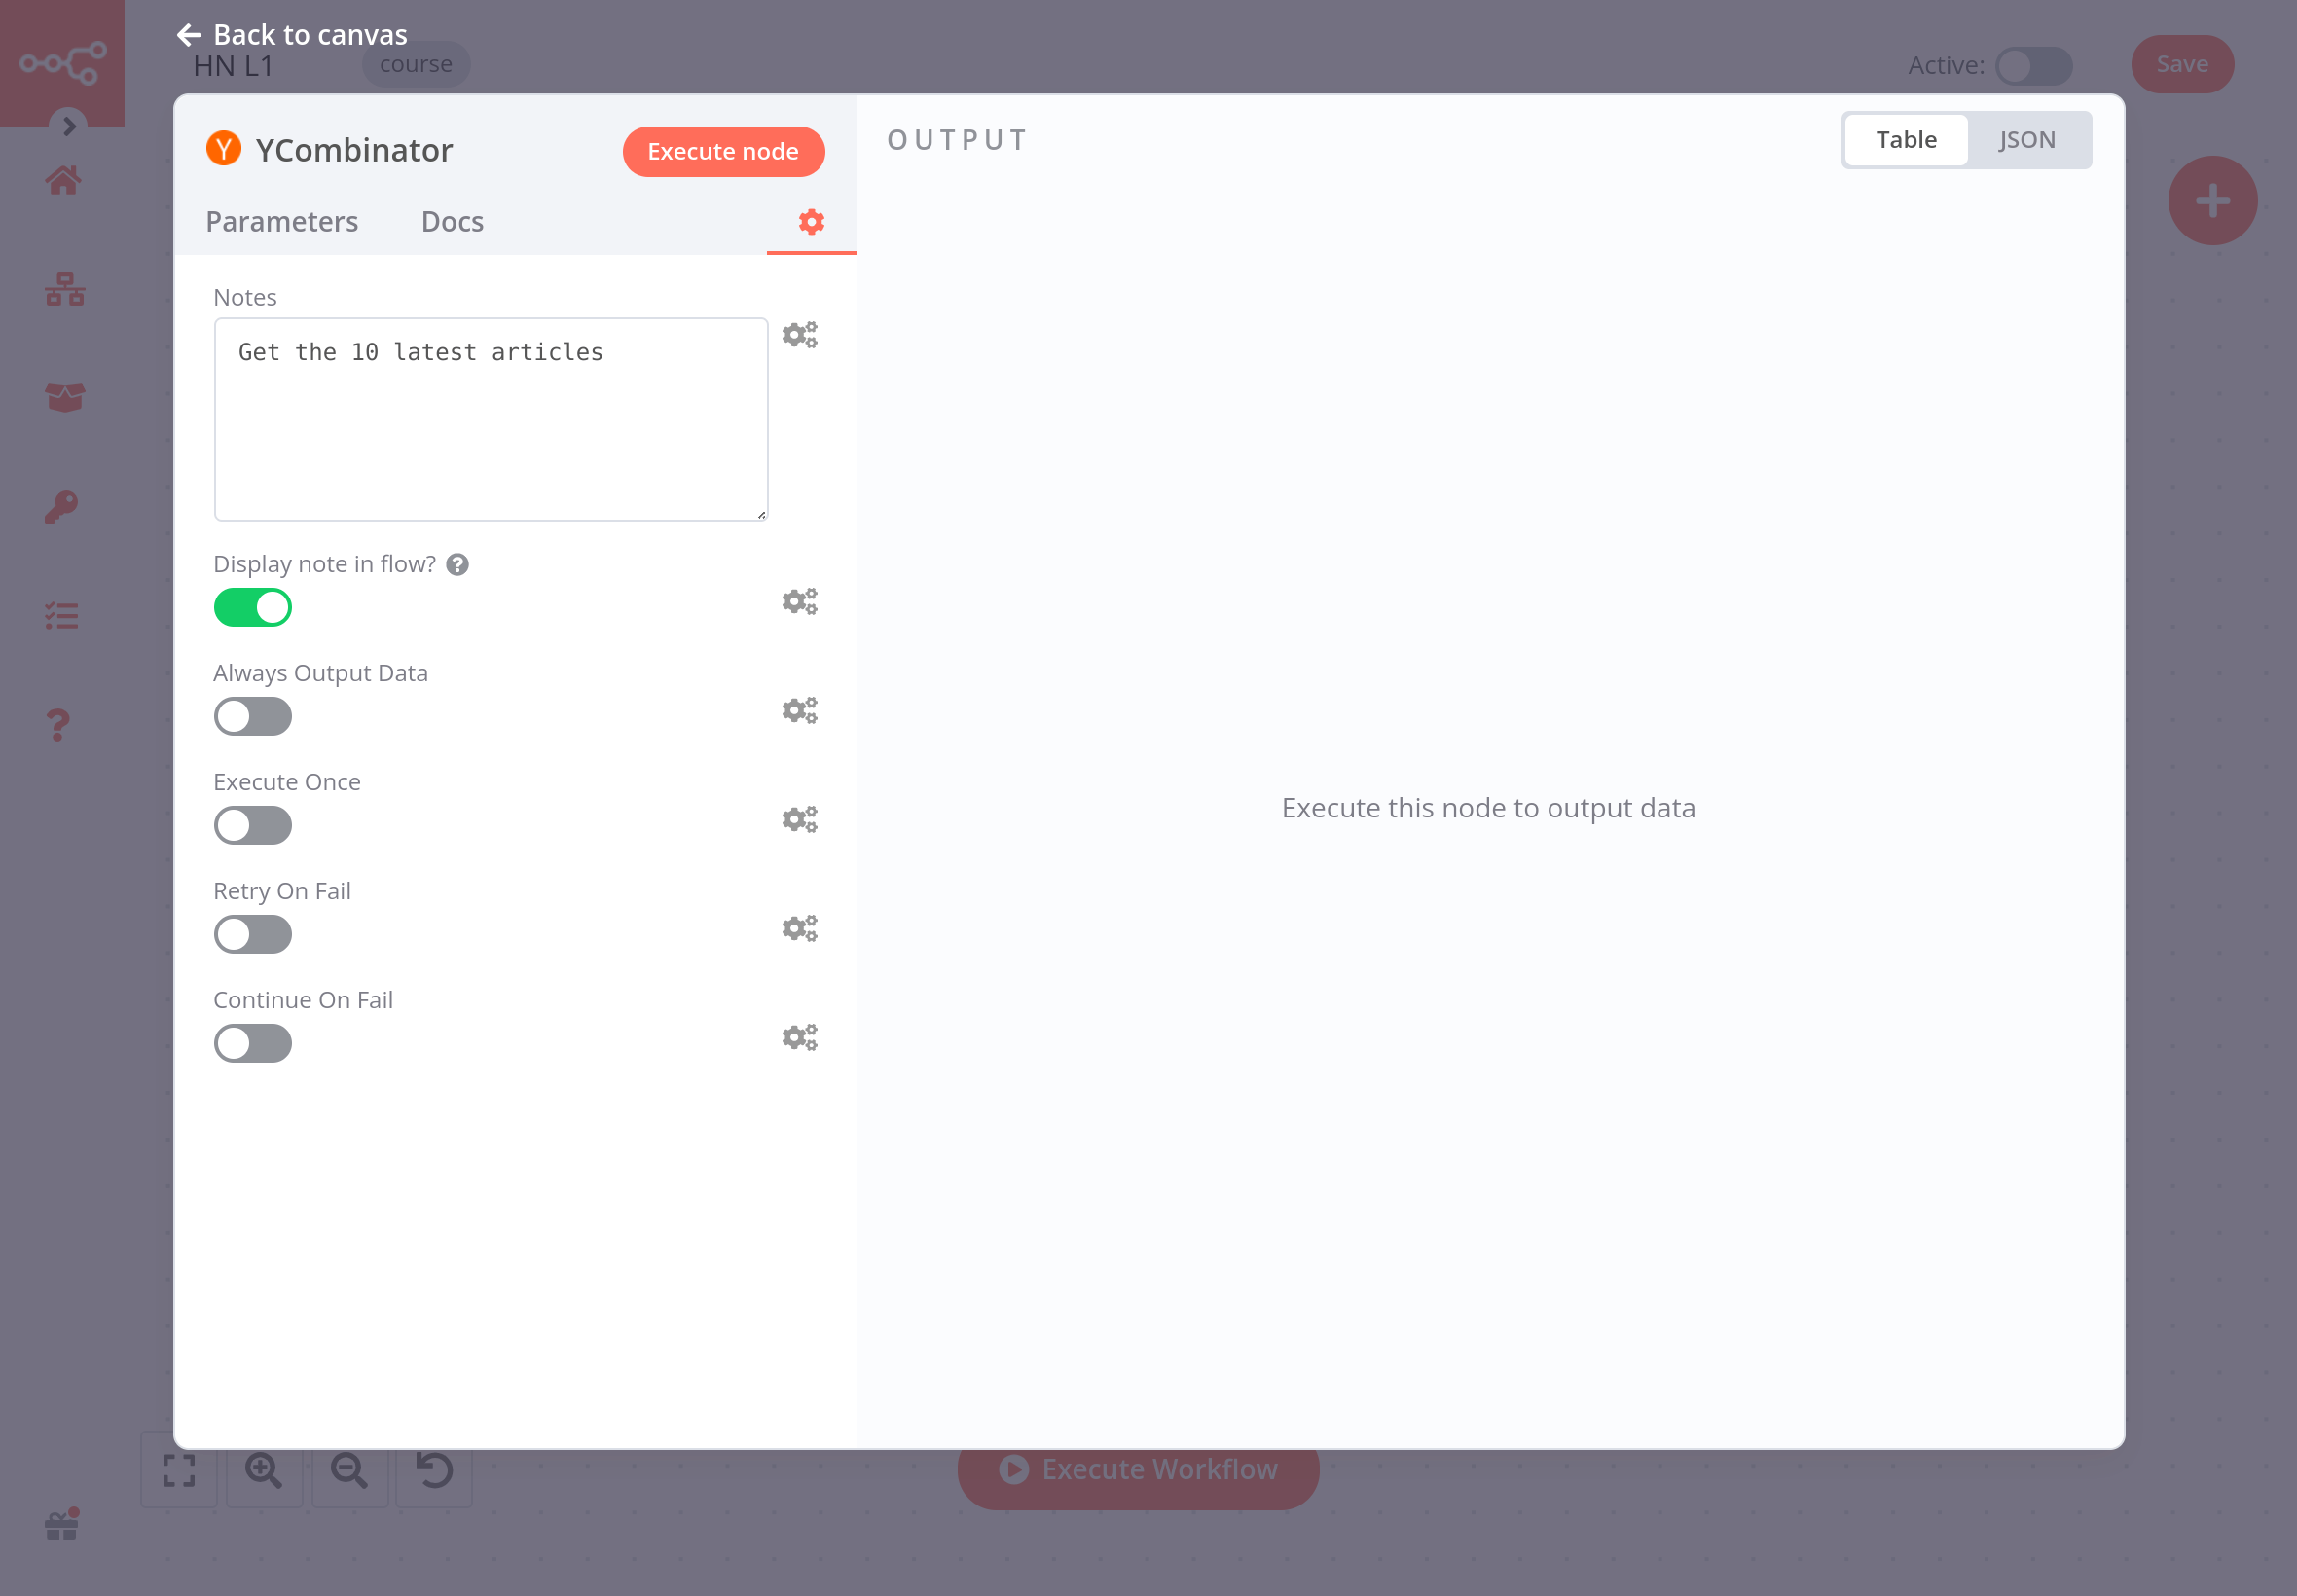 Back to canvas
HN L1
course
Active:
Save
YCombinator
Execute node
Parameters
Docs
Notes
Get the 10 latest articles
Display note in flow?
Always Output Data
Execute Once
Retry On Fail
Continue On Fail
OUTPUT
Table
JSON
Execute this node to output data
Execute Workflow